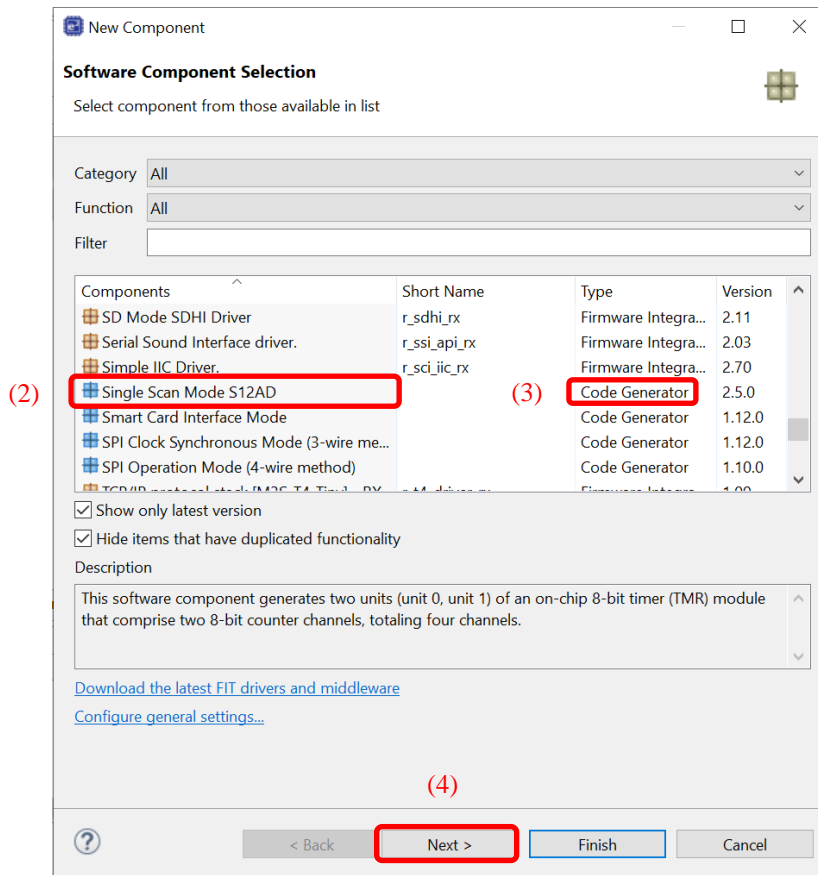 New Component
Software Component Selection
Select component from those available in list
Category All
Function All
Filter
Components Short Name Type Version
SD Mode SDHI Driver r_sdhi_rx Firmware Integra... 2.11
Serial Sound Interface driver. r_ssi_api_rx Firmware Integra... 2.03
Simple IIC Driver. r_sci_iic_rx Firmware Integra... 2.70
(2) Single Scan Mode S12AD (3) Code Generator 2.5.0
Smart Card Interface Mode Code Generator 1.12.0
SPI Clock Synchronous Mode (3-wire me... Code Generator 1.12.0
SPI Operation Mode (4-wire method) Code Generator 1.10.0
Show only latest version
Hide items that have duplicated functionality
Description
This software component generates two units (unit 0, unit 1) of an on-chip 8-bit timer (TMR) module
that comprise two 8-bit counter channels, totaling four channels.
Download the latest FIT drivers and middleware
Configure general settings...
(4)
? < Back Next > Finish Cancel